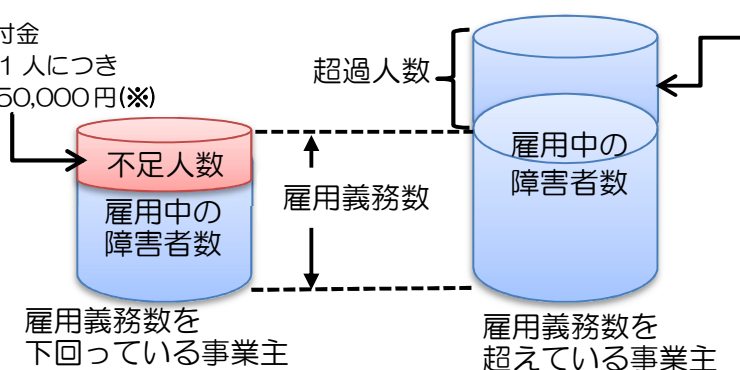 付金
1人につき
50,000円(※)
不足人数
雇用中の
障害者数
雇用義務数を
下回っている事業主
雇用義務数
超過人数
雇用中の
障害者数
雇用義務数を
超えている事業主